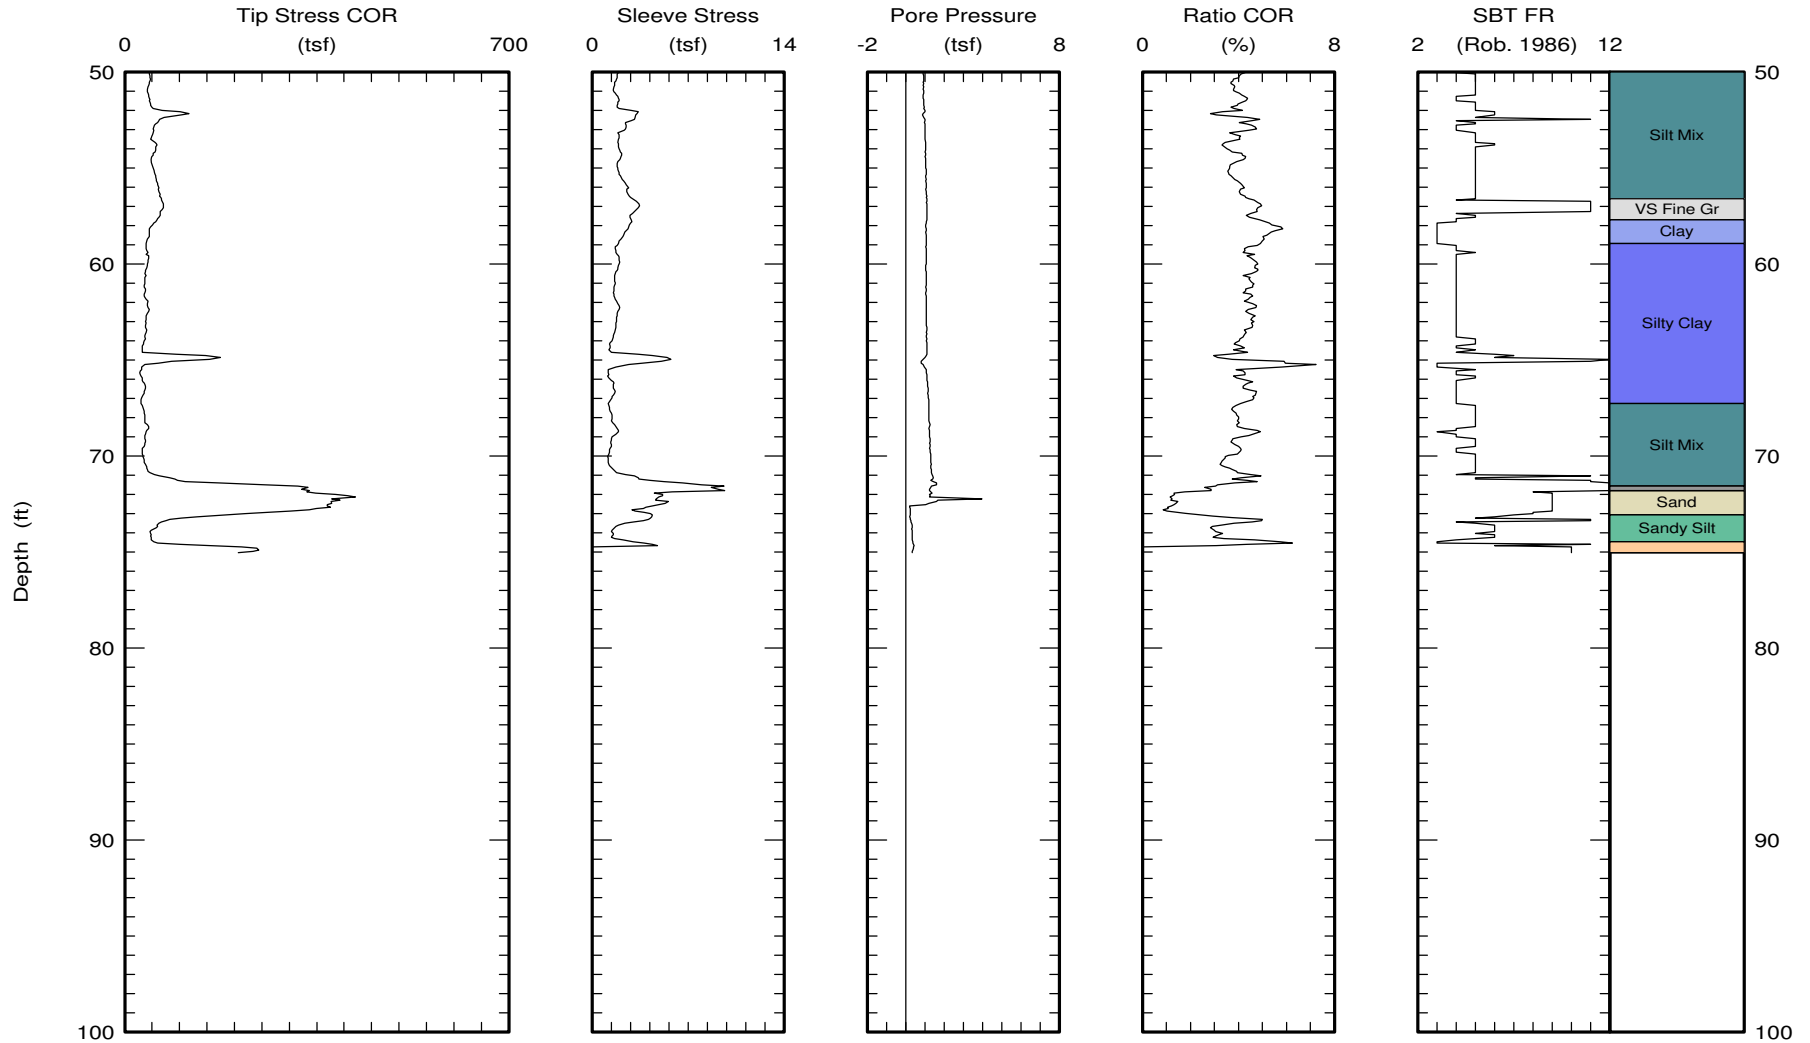 Tip Stress COR Sleeve Stress Pore Pressure Ratio COR SBT FR
0 (tsf) 700 0 (tsf) 14 -2 (tsf) 8 0 (%) 8 2 (Rob. 1986) 12
50 50
Silt Mix
VS Fine Gr
Clay
60 60
Silty Clay
Silt Mix
70 70
Sand
Sandy Silt
Depth (ft)
80 80
90 90
100 100